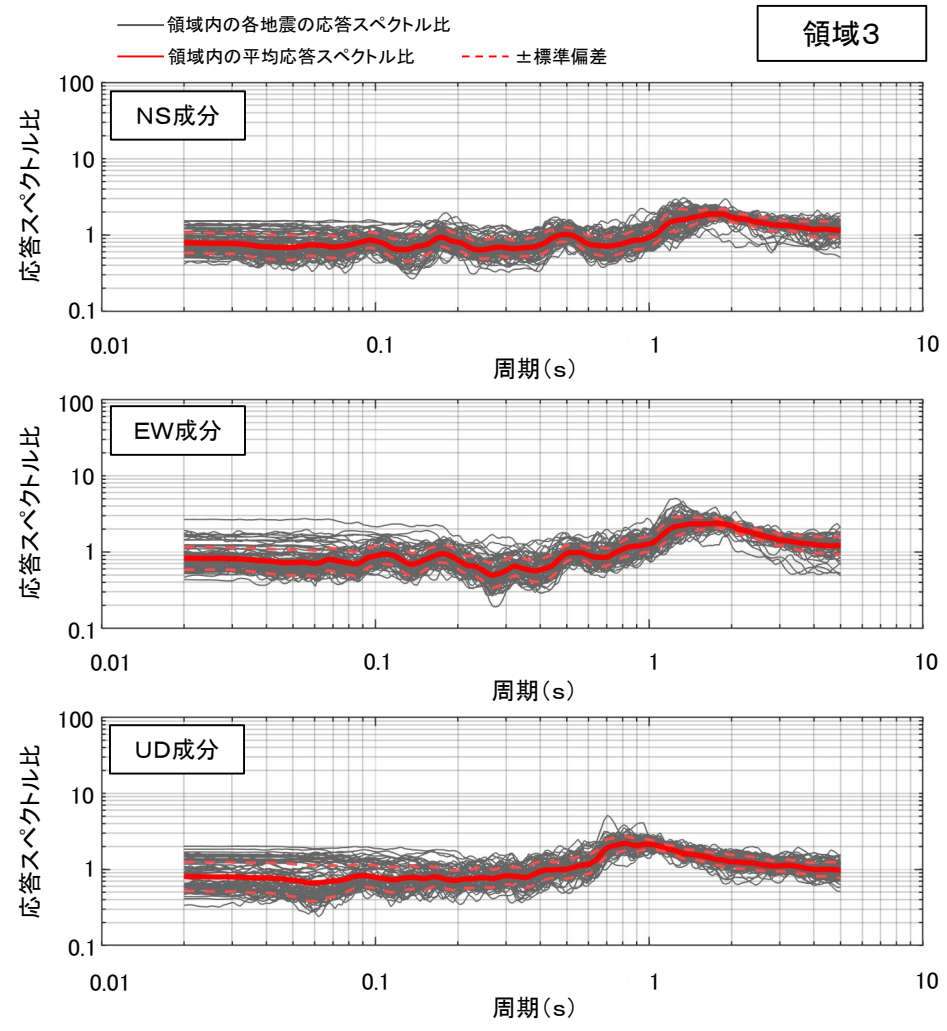 領域内の各地震の応答スペクトル比
領域3
領域内の平均応答スペクトル比 ±標準偏差
100
NS成分
10
応答スペクトル比
1
0.1
0.01 0.1 1 10
周期(s)
100
EW成分
10
応答スペクトル比
1
0.1
0.01 0.1 1 10
周期(s)
100
UD成分
10
応答スペクトル比
1
0.1
0.01 0.1 1 10
周期(s)